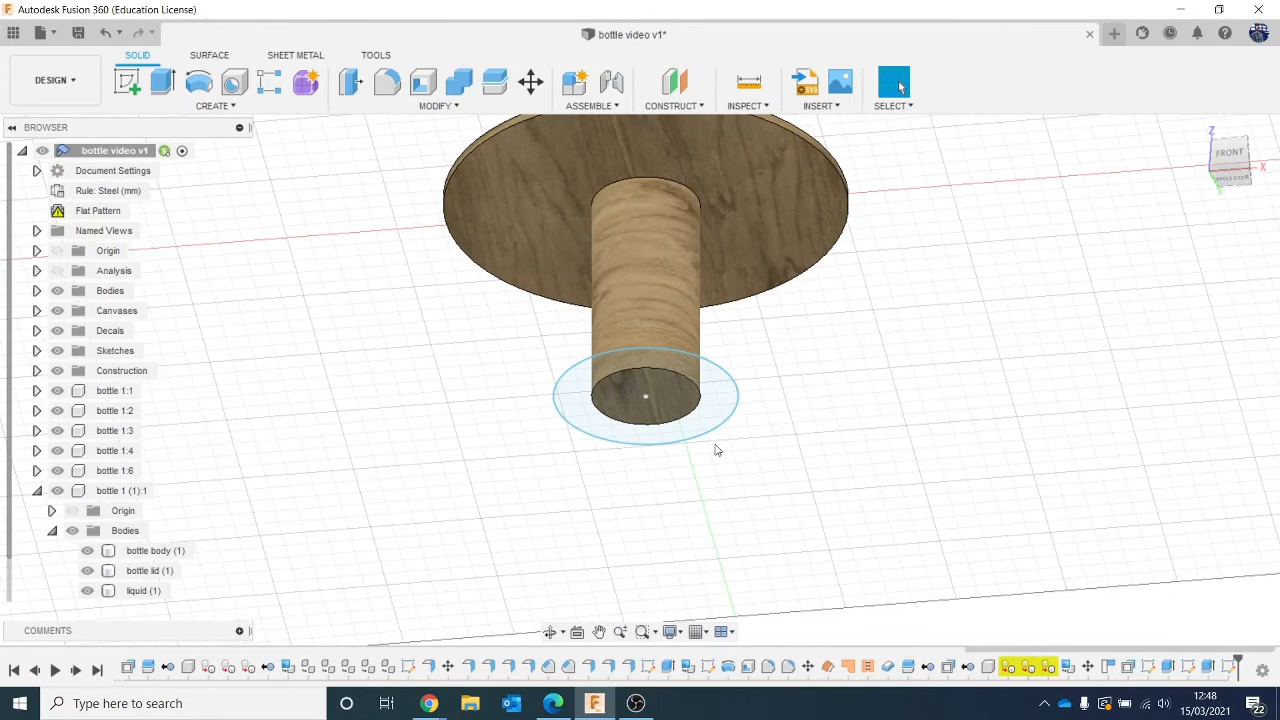 Autodesk Fusion 360 (Education License)
bottle video v1*
SOLID SURFACE SHEET METAL TOOLS
DESIGN
CREATE MODIFY ASSEMBLE CONSTRUCT INSPECT INSERT SELECT
BROWSER
bottle video v1
Document Settings
Rule: Steel (mm)
Flat Pattern
Named Views
Origin
Analysis
Bodies
Canvases
Decals
Sketches
Construction
bottle 1:1
bottle 1:2
bottle 1:3
bottle 1:4
bottle 1:6
bottle 1 (1):1
Origin
Bodies
bottle body (1)
bottle lid (1)
liquid (1)
COMMENTS
Z
FRONT
X
Type here to search
12:48
15/03/2021
22